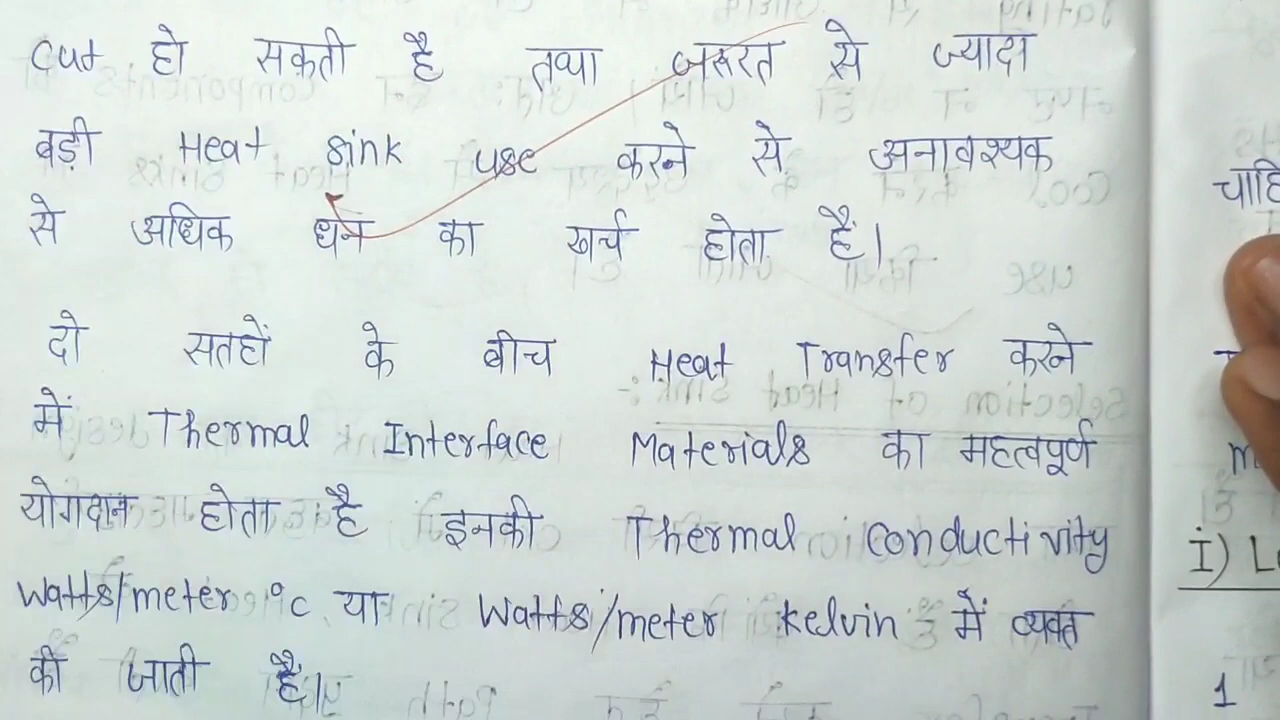 cut हो सकती है तथा जरूरत से ज्यादा
बड़ी Heat sink use करने से अनावश्यक
से अधिक धन का खर्च होता है।
दो सतहों के बीच Heat Transfer करने
में Thermal Interface Materials का महत्वपूर्ण
योगदान होता है इनकी Thermal conductivity
watts/meter °c या watts/meter kelvin में व्यक्त
की जाती है।
चाहि
i) L
1